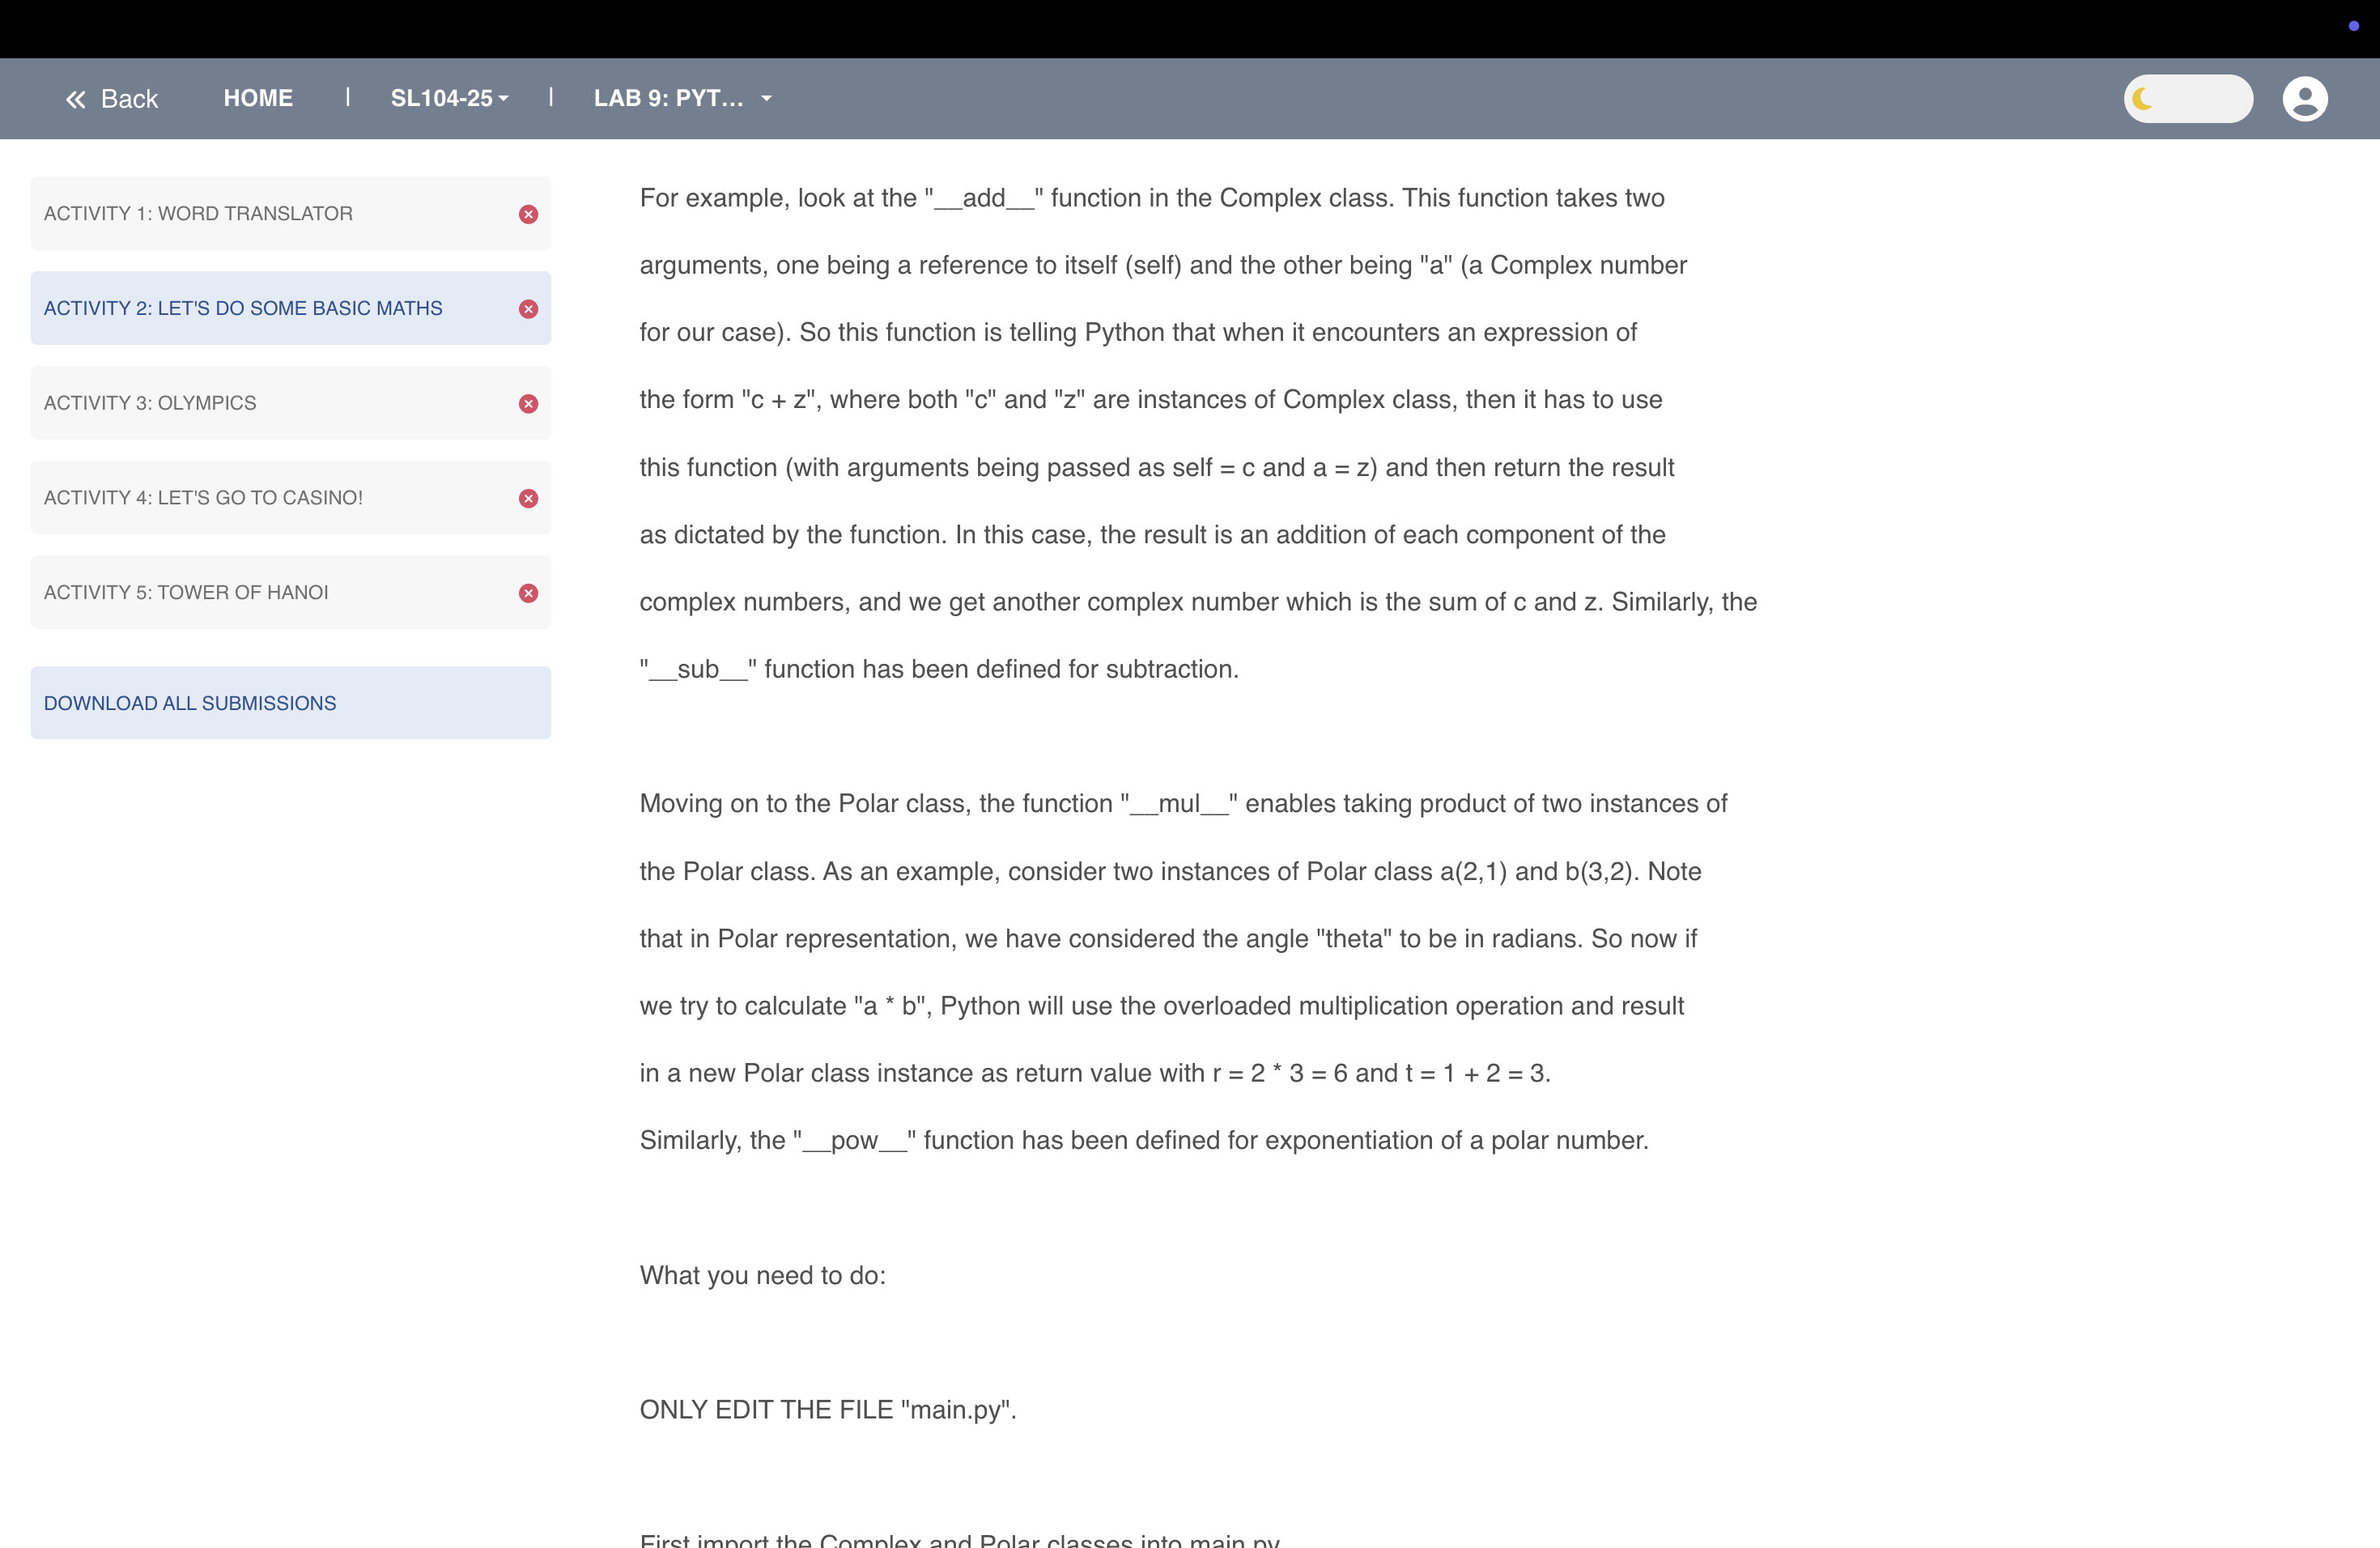 Back
HOME
|
SL104-25
|
LAB 9: PYT...
ACTIVITY 1: WORD TRANSLATOR
ACTIVITY 2: LET'S DO SOME BASIC MATHS
ACTIVITY 3: OLYMPICS
ACTIVITY 4: LET'S GO TO CASINO!
ACTIVITY 5: TOWER OF HANOI
DOWNLOAD ALL SUBMISSIONS
For example, look at the "__add__" function in the Complex class. This function takes two
arguments, one being a reference to itself (self) and the other being "a" (a Complex number
for our case). So this function is telling Python that when it encounters an expression of
the form "c + z", where both "c" and "z" are instances of Complex class, then it has to use
this function (with arguments being passed as self = c and a = z) and then return the result
as dictated by the function. In this case, the result is an addition of each component of the
complex numbers, and we get another complex number which is the sum of c and z. Similarly, the
"__sub__" function has been defined for subtraction.
Moving on to the Polar class, the function "__mul__" enables taking product of two instances of
the Polar class. As an example, consider two instances of Polar class a(2,1) and b(3,2). Note
that in Polar representation, we have considered the angle "theta" to be in radians. So now if
we try to calculate "a * b", Python will use the overloaded multiplication operation and result
in a new Polar class instance as return value with r = 2 * 3 = 6 and t = 1 + 2 = 3.
Similarly, the "__pow__" function has been defined for exponentiation of a polar number.
What you need to do:
ONLY EDIT THE FILE "main.py".
First import the Complex and Polar classes into main.py